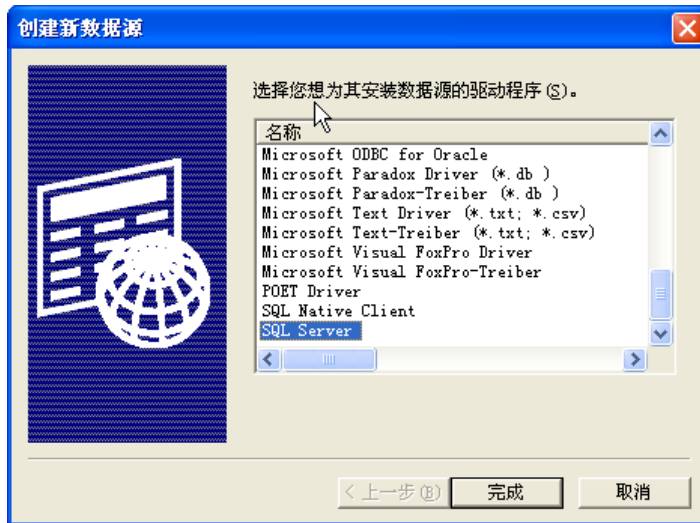 创建新数据源
选择您想为其安装数据源的驱动程序(S)。
名称
Microsoft ODBC for Oracle
Microsoft Paradox Driver (*.db )
Microsoft Paradox-Treiber (*.db )
Microsoft Text Driver (*.txt; *.csv)
Microsoft Text-Treiber (*.txt; *.csv)
Microsoft Visual FoxPro Driver
Microsoft Visual FoxPro-Treiber
POET Driver
SQL Native Client
SQL Server
< 上一步(B) 完成 取消